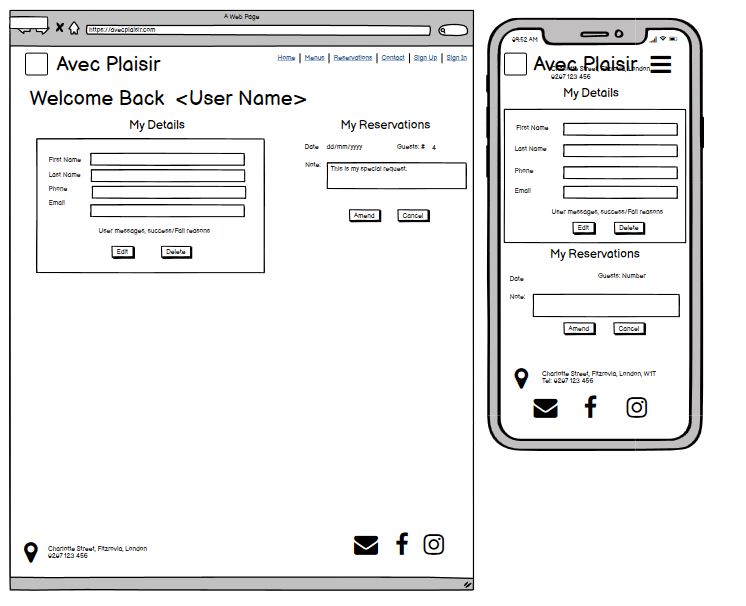 A Web Page
https://avecplaisir.com
Avec Plaisir
Home | Menus | Reservations | Contact | Sign Up | Sign In
Welcome Back <User Name>
My Details
First Name
Last Name
Phone
Email
User messages, success/Fail reasons
Edit Delete
My Reservations
Date dd/mm/yyyy Guests: # 4
Note: This is my special request.
Amend Cancel
Charlotte Street, Fitzrovia, London
0207 123 456
09:52 AM
Avec Plaisir
Charlotte Street, Fitzrovia, London
0207 123 456
My Details
First Name
Last Name
Phone
Email
User messages, success/Fail reasons
Edit Delete
My Reservations
Date Guests: Number
Note:
Amend Cancel
Charlotte Street, Fitzrovia, London, W1T
Tel: 0207 123 456